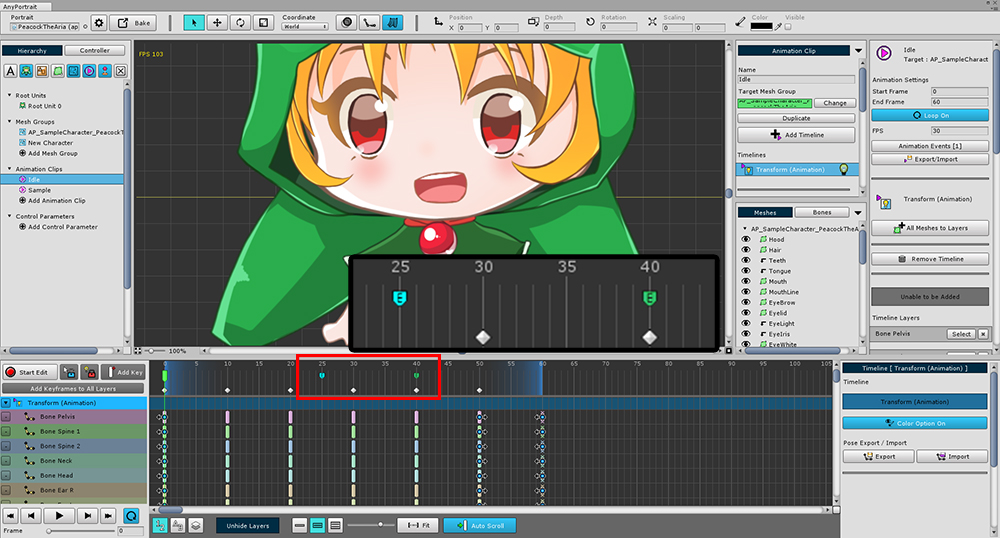 AnyPortrait
Portrait
PeacockTheAria (ap
Bake
Coordinate
World
Position
X 0 Y 0
Depth
0
Rotation
0
Scaling
X 0 Y 0
Color
Visible
Hierarchy
Controller
Root Units
Root Unit 0
Mesh Groups
AP_SampleCharacter_PeacockT
New Character
Add Mesh Group
Animation Clips
Idle
Sample
Add Animation Clip
Control Parameters
Add Control Parameter
FPS 103
100%
25 30 35 40
E E
Animation Clip
Name
Idle
Target Mesh Group
Change
Duplicate
Add Timeline
Timelines
Transform (Animation)
Meshes
Bones
AP_SampleCharacter_PeacockTheA
Hood
Hair
Teeth
Tongue
Mouth
MouthLine
EyeBrow
Eyelid
EyeLight
EyeIris
EyeWhite
Idle
Target : AP_SampleCharact
Animation Settings
Start Frame 0
End Frame 60
Loop On
FPS 30
Animation Events [1]
Export/Import
Transform (Animation)
All Meshes to Layers
Remove Timeline
Unable to be Added
Timeline Layers
Bone Pelvis
Select
X
Start Edit
Add Key
Add Keyframes to All Layers
0 5 10 15 20 25 30 35 40 45 50 55 60 65 70 75 80 85 90 95 100 105
Transform (Animation)
Bone Pelvis
Bone Spine 1
Bone Spine 2
Bone Neck
Bone Head
Bone Ear R
Frame
0
Unhide Layers
Fit
Auto Scroll
Timeline [ Transform (Animation) ]
Timeline
Transform (Animation)
Color Option On
Pose Export / Import
Export
Import